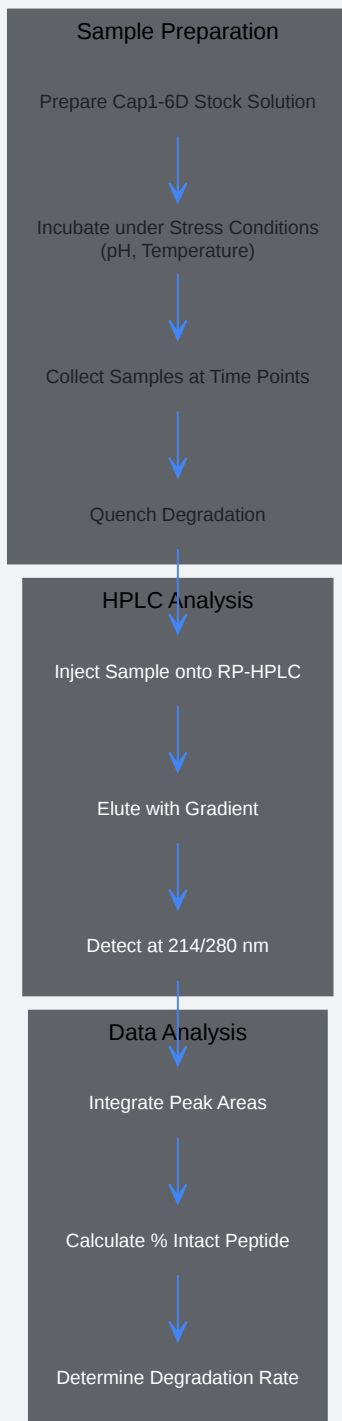 Sample Preparation
Prepare Cap1-6D Stock Solution
Incubate under Stress Conditions
(pH, Temperature)
Collect Samples at Time Points
Quench Degradation
HPLC Analysis
Inject Sample onto RP-HPLC
Elute with Gradient
Detect at 214/280 nm
Data Analysis
Integrate Peak Areas
Calculate % Intact Peptide
Determine Degradation Rate